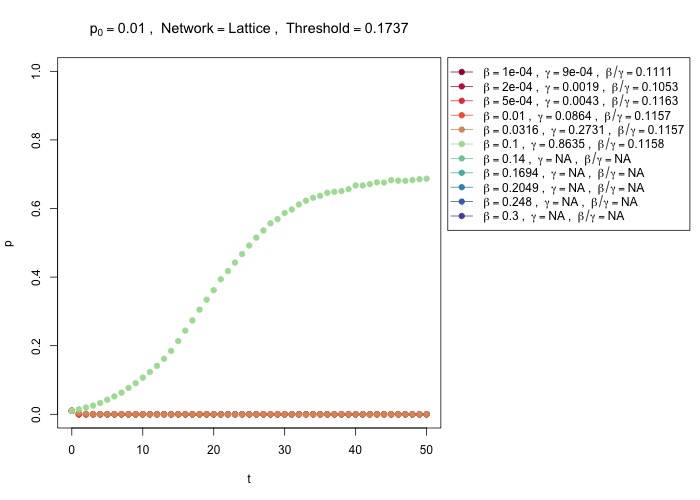 p₀ = 0.01 , Network = Lattice , Threshold = 0.1737
1.0
0.8
0.6
0.4
0.2
0.0
p
0 10 20 30 40 50
t
β = 1e-04 , γ = 9e-04 , β/γ = 0.1111
β = 2e-04 , γ = 0.0019 , β/γ = 0.1053
β = 5e-04 , γ = 0.0043 , β/γ = 0.1163
β = 0.01 , γ = 0.0864 , β/γ = 0.1157
β = 0.0316 , γ = 0.2731 , β/γ = 0.1157
β = 0.1 , γ = 0.8635 , β/γ = 0.1158
β = 0.14 , γ = NA , β/γ = NA
β = 0.1694 , γ = NA , β/γ = NA
β = 0.2049 , γ = NA , β/γ = NA
β = 0.248 , γ = NA , β/γ = NA
β = 0.3 , γ = NA , β/γ = NA